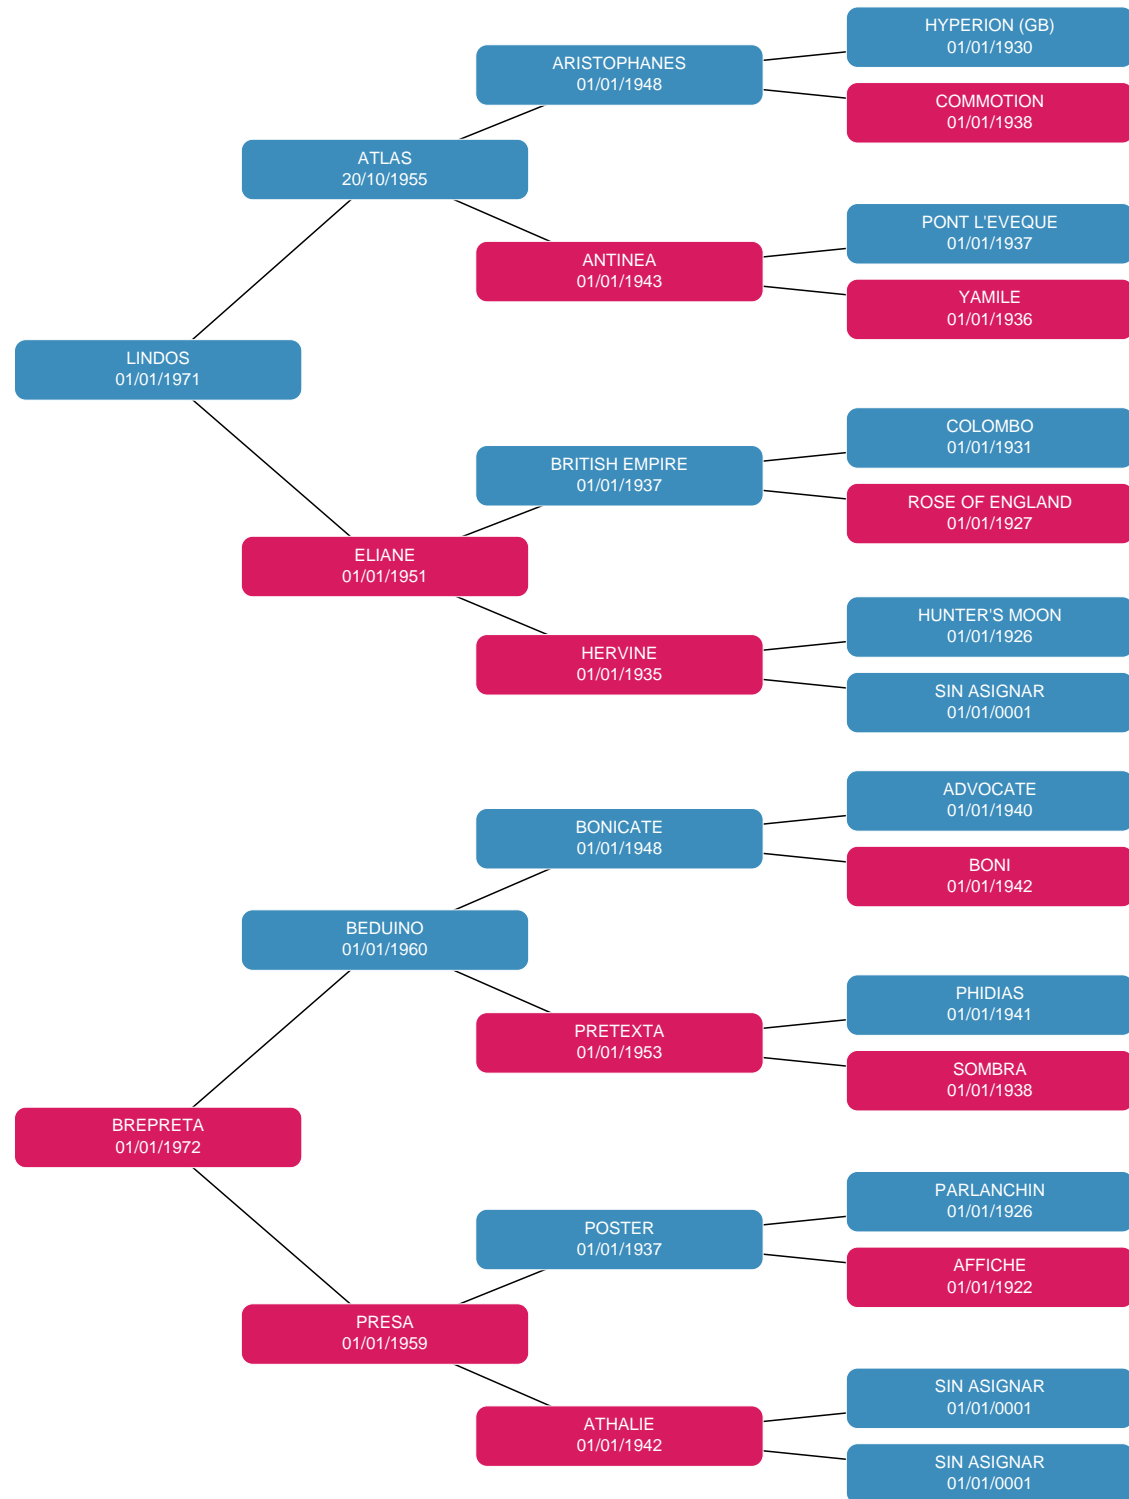 HYPERION (GB)
01/01/1930
ARISTOPHANES
01/01/1948
COMMOTION
01/01/1938
ATLAS
20/10/1955
PONT L'EVEQUE
01/01/1937
ANTINEA
01/01/1943
YAMILE
01/01/1936
LINDOS
01/01/1971
COLOMBO
01/01/1931
BRITISH EMPIRE
01/01/1937
ROSE OF ENGLAND
01/01/1927
ELIANE
01/01/1951
HUNTER'S MOON
01/01/1926
HERVINE
01/01/1935
SIN ASIGNAR
01/01/0001
ADVOCATE
01/01/1940
BONICATE
01/01/1948
BONI
01/01/1942
BEDUINO
01/01/1960
PHIDIAS
01/01/1941
PRETEXTA
01/01/1953
SOMBRA
01/01/1938
BREPRETA
01/01/1972
PARLANCHIN
01/01/1926
POSTER
01/01/1937
AFFICHE
01/01/1922
PRESA
01/01/1959
SIN ASIGNAR
01/01/0001
ATHALIE
01/01/1942
SIN ASIGNAR
01/01/0001